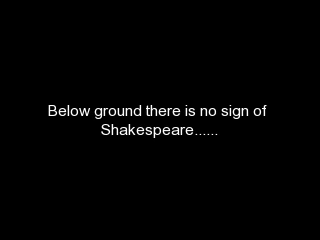 Below ground there is no sign of
Shakespeare......